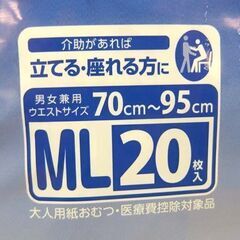 介助があれば
立てる・座れる方に
男女兼用
ウエストサイズ 70cm~95cm
ML 20枚入
大人用紙おむつ・医療費控除対象品